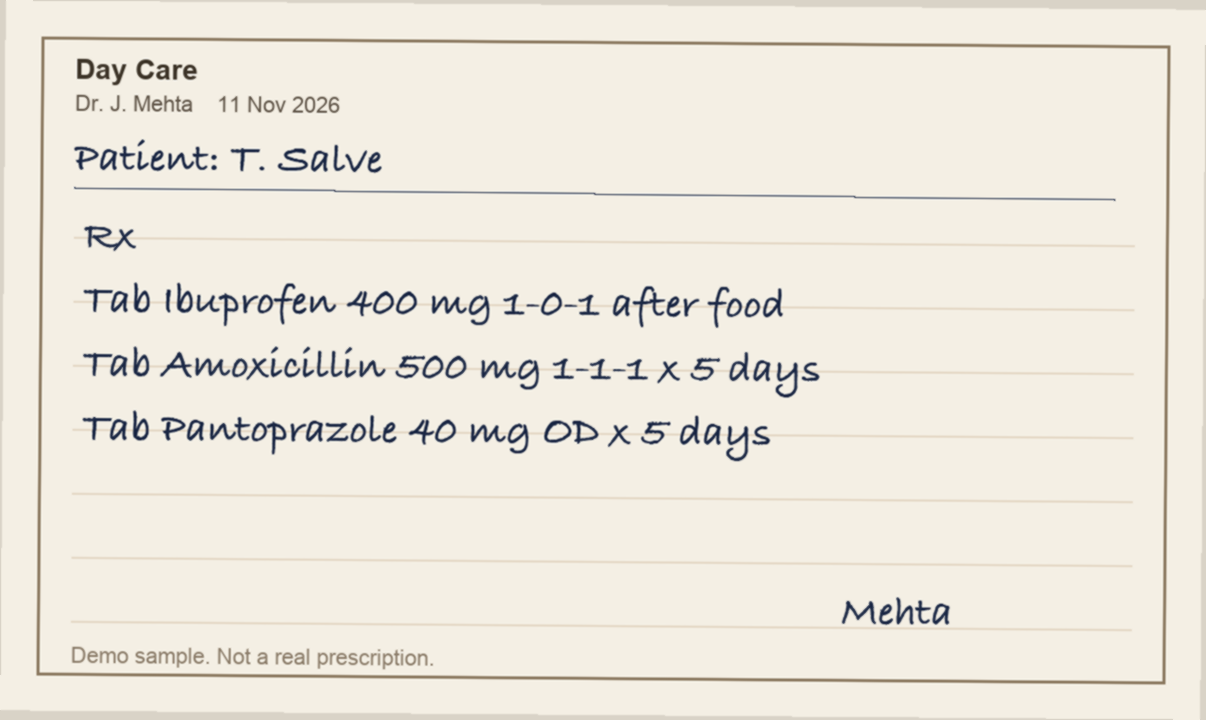 Day Care
Dr. J. Mehta 11 Nov 2026
Patient: T. Salve
Rx
Tab Ibuprofen 400 mg 1-0-1 after food
Tab Amoxicillin 500 mg 1-1-1 x 5 days
Tab Pantoprazole 40 mg OD x 5 days
Mehta
Demo sample. Not a real prescription.